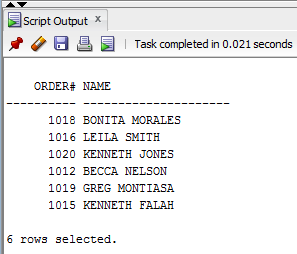 Script Output x
Task completed in 0.021 seconds
ORDER# NAME
---------- ---------------------
1018 BONITA MORALES
1016 LEILA SMITH
1020 KENNETH JONES
1012 BECCA NELSON
1019 GREG MONTIASA
1015 KENNETH FALAH
6 rows selected.